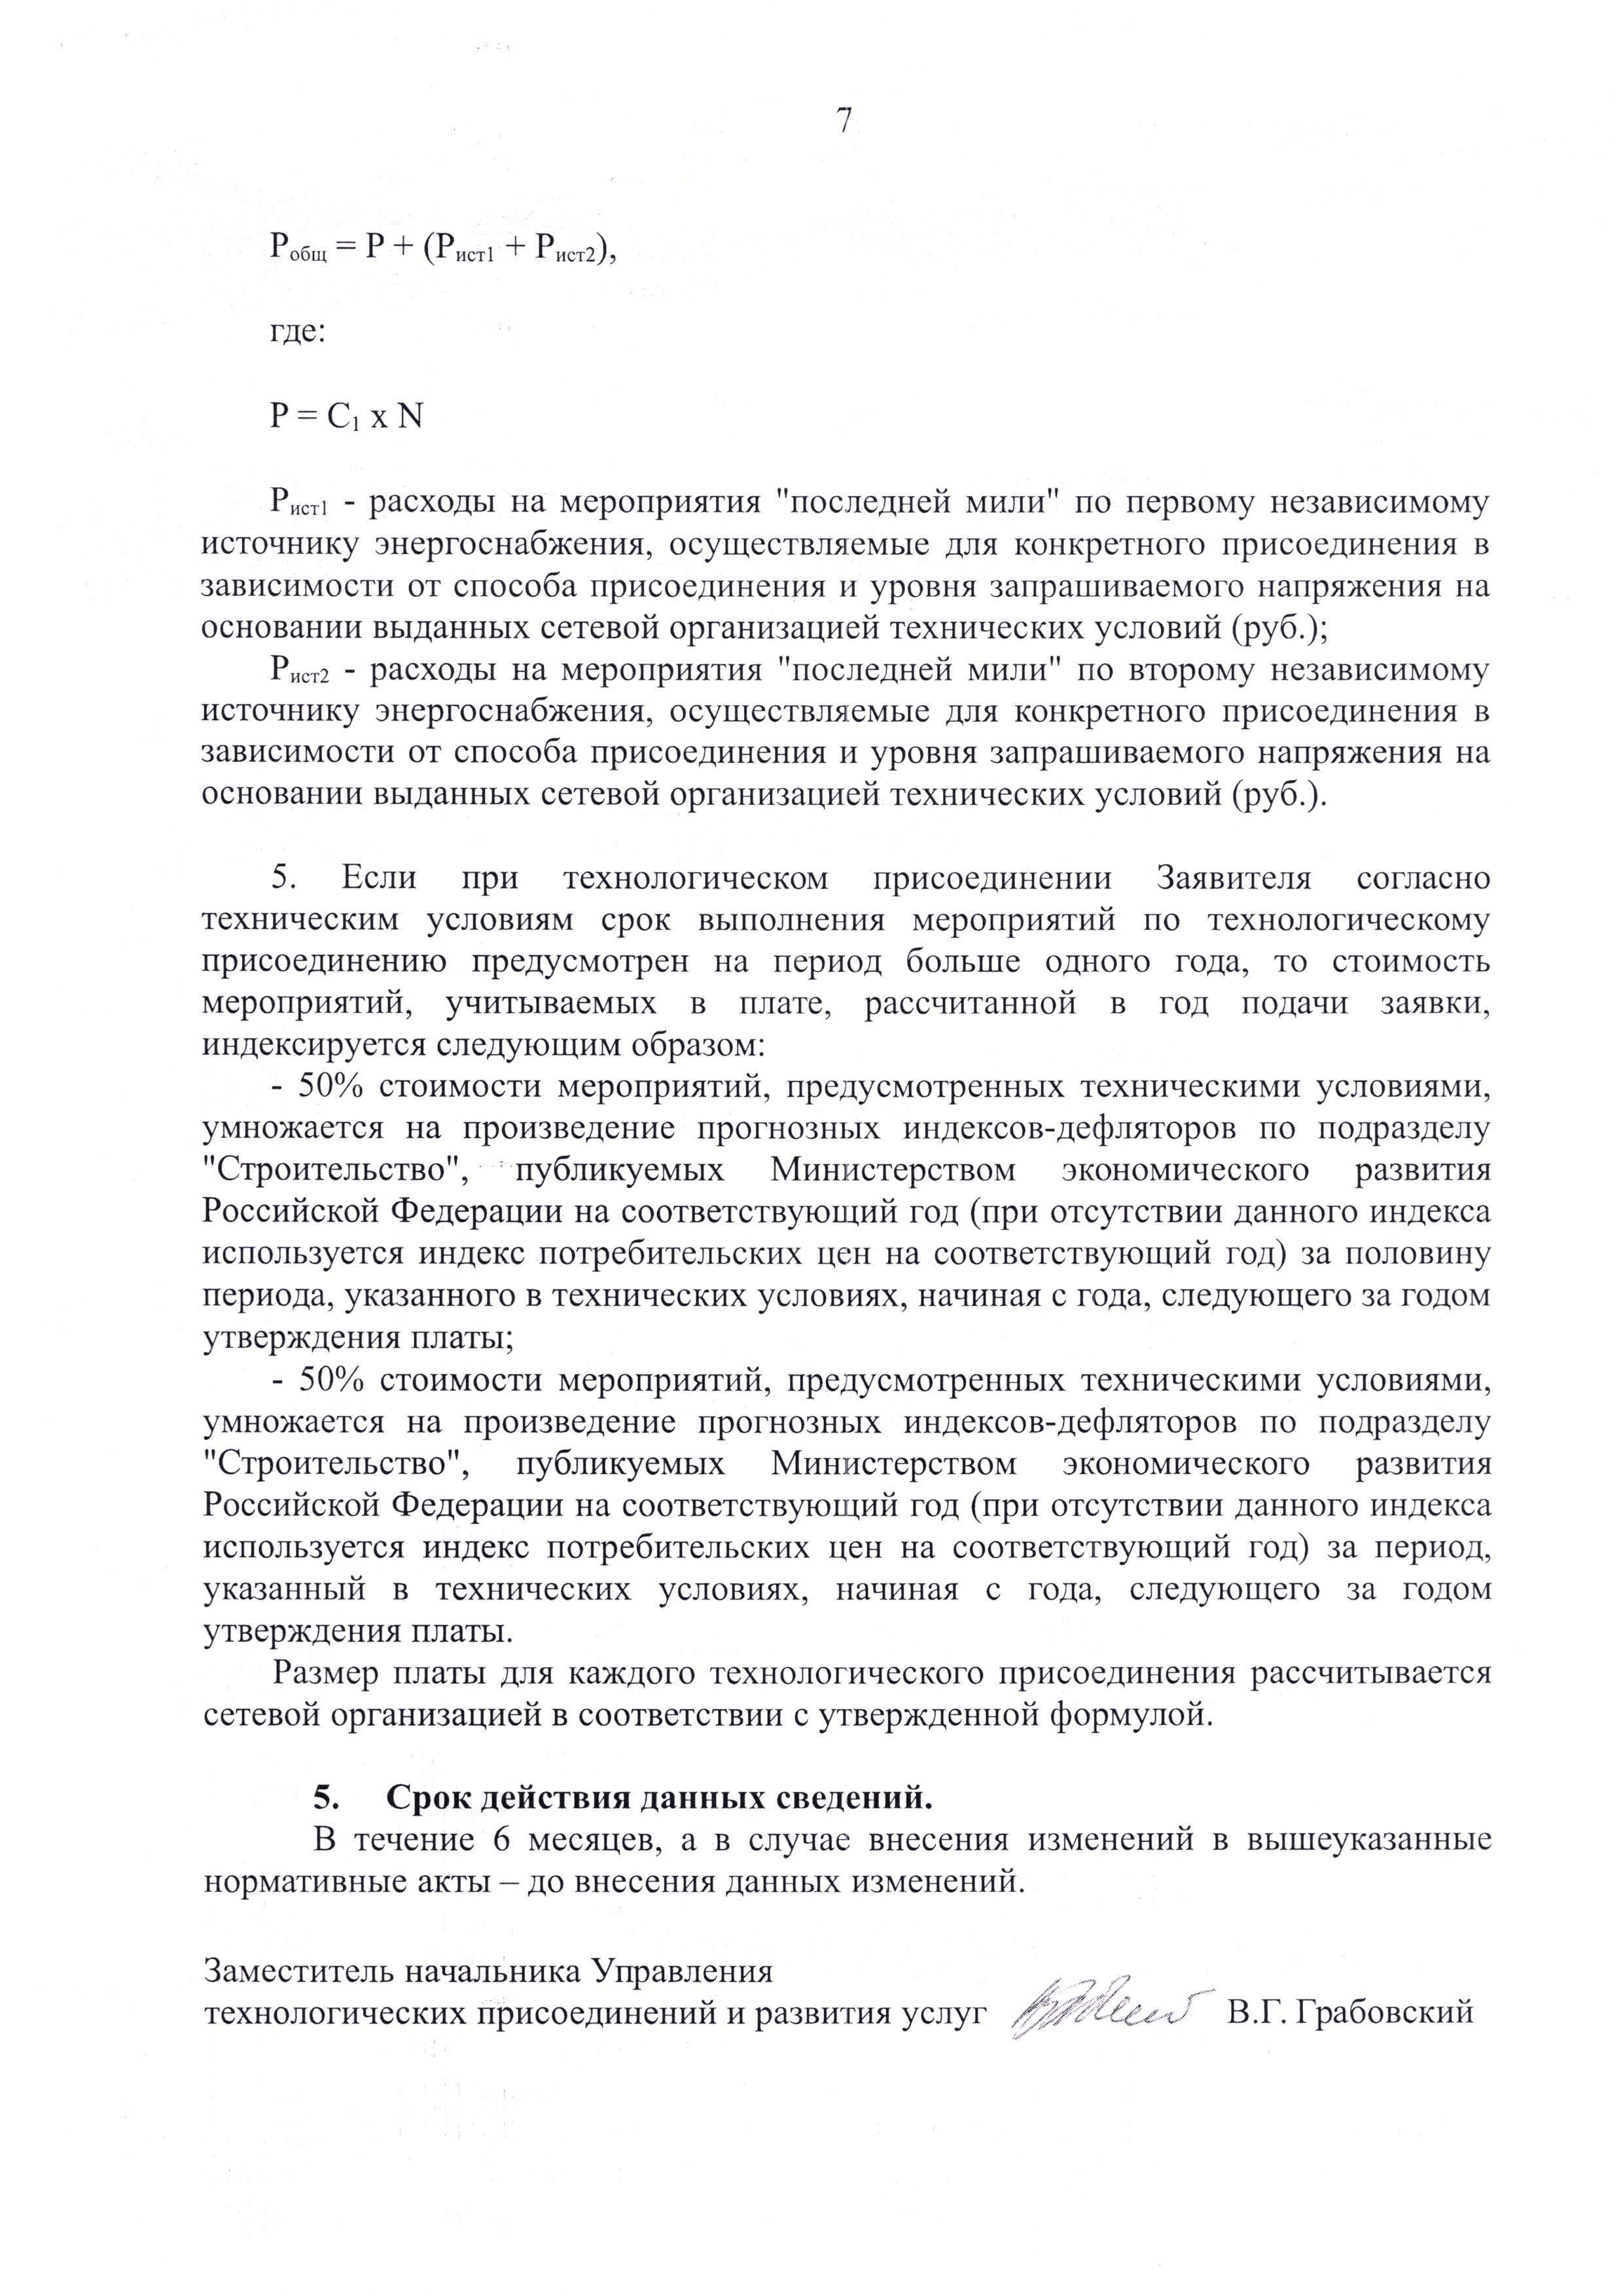 7
Pобщ = P + (Pист1 + Pист2),
где:
P = C1 x N
Pист1 - расходы на мероприятия "последней мили" по первому независимому
источнику энергоснабжения, осуществляемые для конкретного присоединения в
зависимости от способа присоединения и уровня запрашиваемого напряжения на
основании выданных сетевой организацией технических условий (руб.);
Pист2 - расходы на мероприятия "последней мили" по второму независимому
источнику энергоснабжения, осуществляемые для конкретного присоединения в
зависимости от способа присоединения и уровня запрашиваемого напряжения на
основании выданных сетевой организацией технических условий (руб.).
5. Если при технологическом присоединении Заявителя согласно
техническим условиям срок выполнения мероприятий по технологическому
присоединению предусмотрен на период больше одного года, то стоимость
мероприятий, учитываемых в плате, рассчитанной в год подачи заявки,
индексируется следующим образом:
- 50% стоимости мероприятий, предусмотренных техническими условиями,
умножается на произведение прогнозных индексов-дефляторов по подразделу
"Строительство", публикуемых Министерством экономического развития
Российской Федерации на соответствующий год (при отсутствии данного индекса
используется индекс потребительских цен на соответствующий год) за половину
периода, указанного в технических условиях, начиная с года, следующего за годом
утверждения платы;
- 50% стоимости мероприятий, предусмотренных техническими условиями,
умножается на произведение прогнозных индексов-дефляторов по подразделу
"Строительство", публикуемых Министерством экономического развития
Российской Федерации на соответствующий год (при отсутствии данного индекса
используется индекс потребительских цен на соответствующий год) за период,
указанный в технических условиях, начиная с года, следующего за годом
утверждения платы.
Размер платы для каждого технологического присоединения рассчитывается
сетевой организацией в соответствии с утвержденной формулой.
5. Срок действия данных сведений.
В течение 6 месяцев, а в случае внесения изменений в вышеуказанные
нормативные акты – до внесения данных изменений.
Заместитель начальника Управления
технологических присоединений и развития услуг В.Г. Грабовский